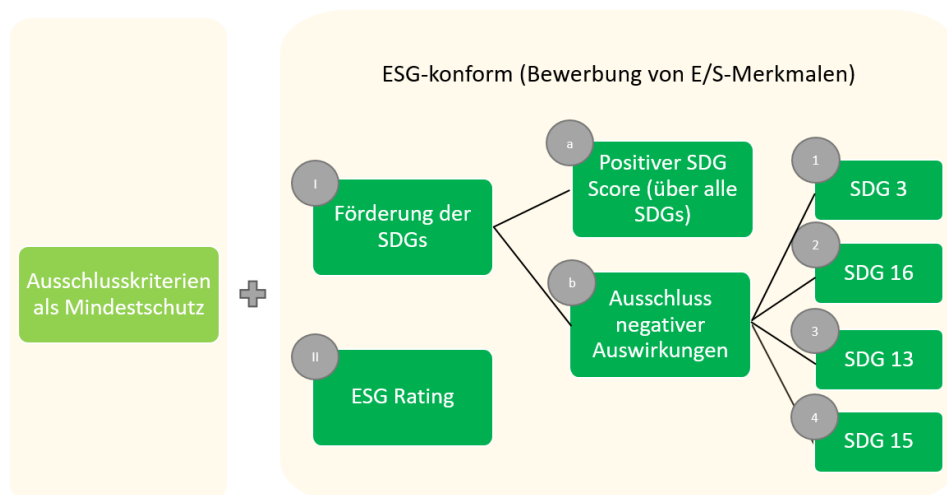 ESG-konform (Bewerbung von E/S-Merkmalen)
Ausschlusskriterien
als Mindestschutz
I
Förderung der
SDGs
II
ESG Rating
a
Positiver SDG
Score (über alle
SDGs)
b
Ausschluss
negativer
Auswirkungen
1
SDG 3
2
SDG 16
3
SDG 13
4
SDG 15